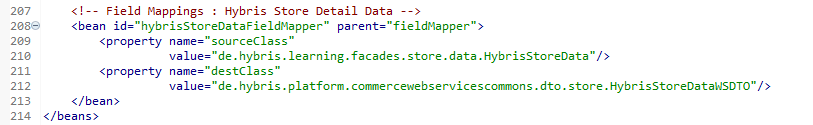 207 <!-- Field Mappings : Hybris Store Detail Data -->
208 <bean id="hybrisStoreDataFieldMapper" parent="fieldMapper">
209 <property name="sourceClass"
210 value="de.hybris.learning.facades.store.data.HybrisStoreData"/>
211 <property name="destClass"
212 value="de.hybris.platform.commercewebservicescommons.dto.store.HybrisStoreDataWSDTO"/>
213 </bean>
214 </beans>